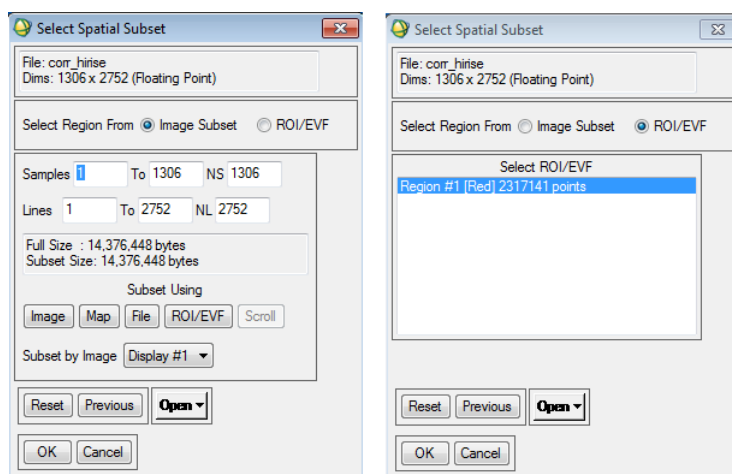 Select Spatial Subset
File: corr_hirise
Dims: 1306 x 2752 (Floating Point)
Select Region From Image Subset ROI/EVF
Samples 1 To 1306 NS 1306
Lines 1 To 2752 NL 2752
Full Size : 14,376,448 bytes
Subset Size: 14,376,448 bytes
Subset Using
Image Map File ROI/EVF Scroll
Subset by Image Display #1
Reset Previous Open
OK Cancel
Select Spatial Subset
File: corr_hirise
Dims: 1306 x 2752 (Floating Point)
Select Region From Image Subset ROI/EVF
Select ROI/EVF
Region #1 [Red] 2317141 points
Reset Previous Open
OK Cancel